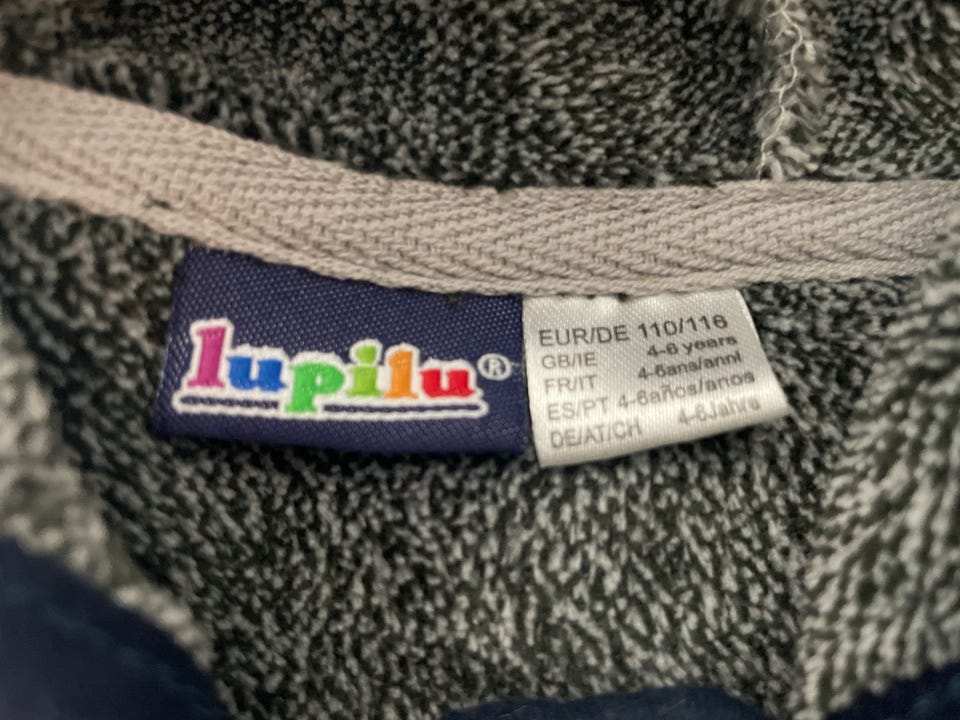 lupilu®
EUR/DE 110/116
GB/IE 4-6 years
FR/IT 4-6ans/anni
ES/PT 4-6años/anos
DE/AT/CH 4-6Jahre